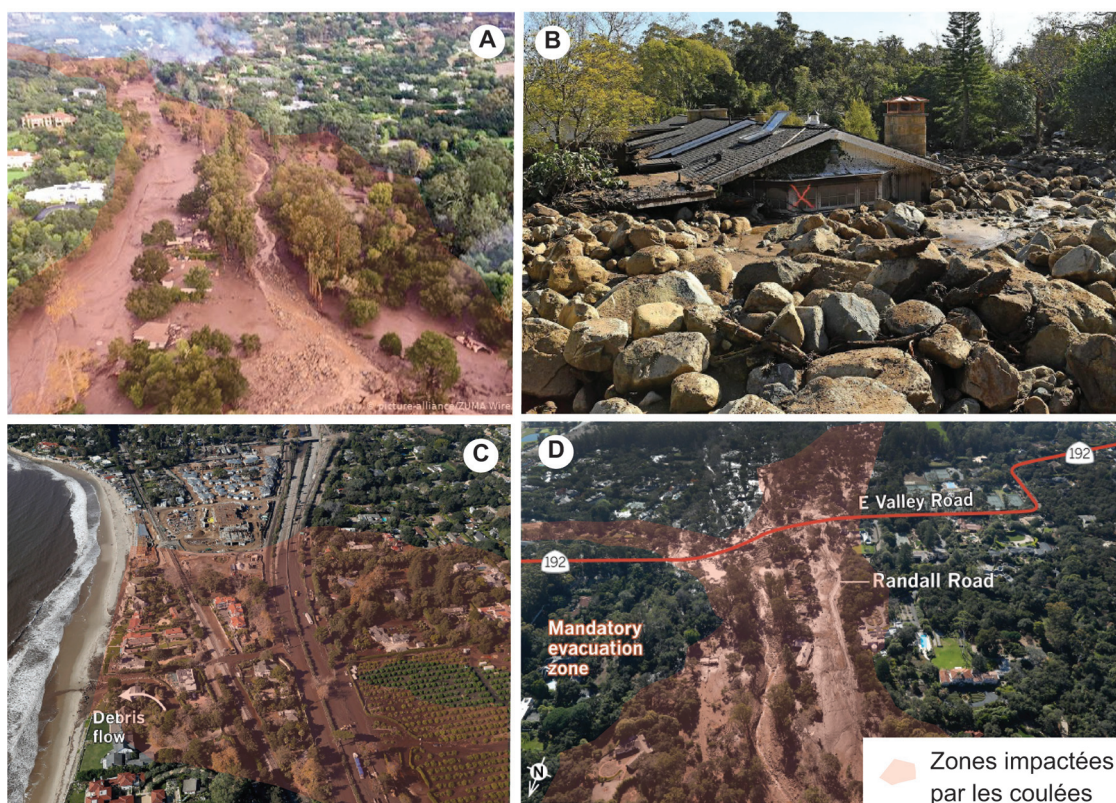 A
© picture-alliance/ZUMA Wire
B
C
Debris
flow
D
192
E Valley Road
192
Randall Road
Mandatory
evacuation
zone
N
Zones impactées
par les coulées